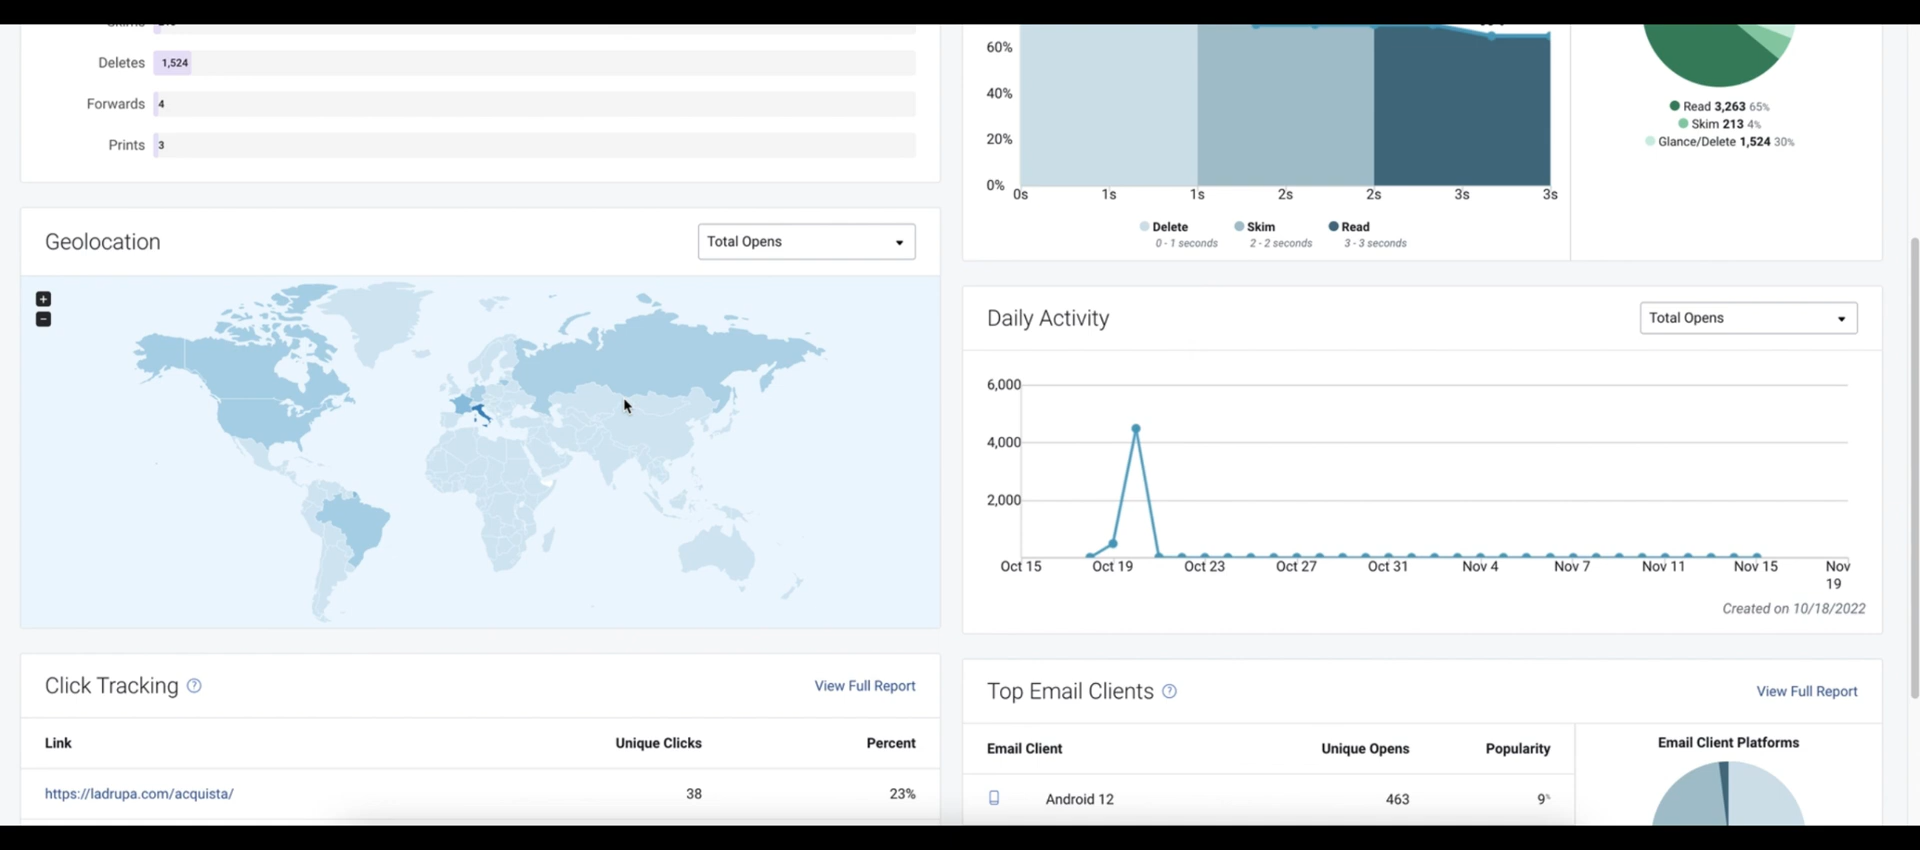 Deletes 1,524
Forwards 4
Prints 3
60%
40%
20%
0%
0s 1s 1s 2s 2s 3s 3s
Delete Skim Read
0 - 1 seconds 2 - 2 seconds 3 - 3 seconds
Read 3,263 65%
Skim 213 4%
Glance/Delete 1,524 30%
Geolocation
Total Opens
+
−
Daily Activity
Total Opens
6,000
4,000
2,000
Oct 15 Oct 19 Oct 23 Oct 27 Oct 31 Nov 4 Nov 7 Nov 11 Nov 15 Nov
19
Created on 10/18/2022
Click Tracking ? View Full Report
Link Unique Clicks Percent
https://ladrupa.com/acquista/ 38 23%
Top Email Clients ? View Full Report
Email Client Unique Opens Popularity
Android 12 463 9%
Email Client Platforms